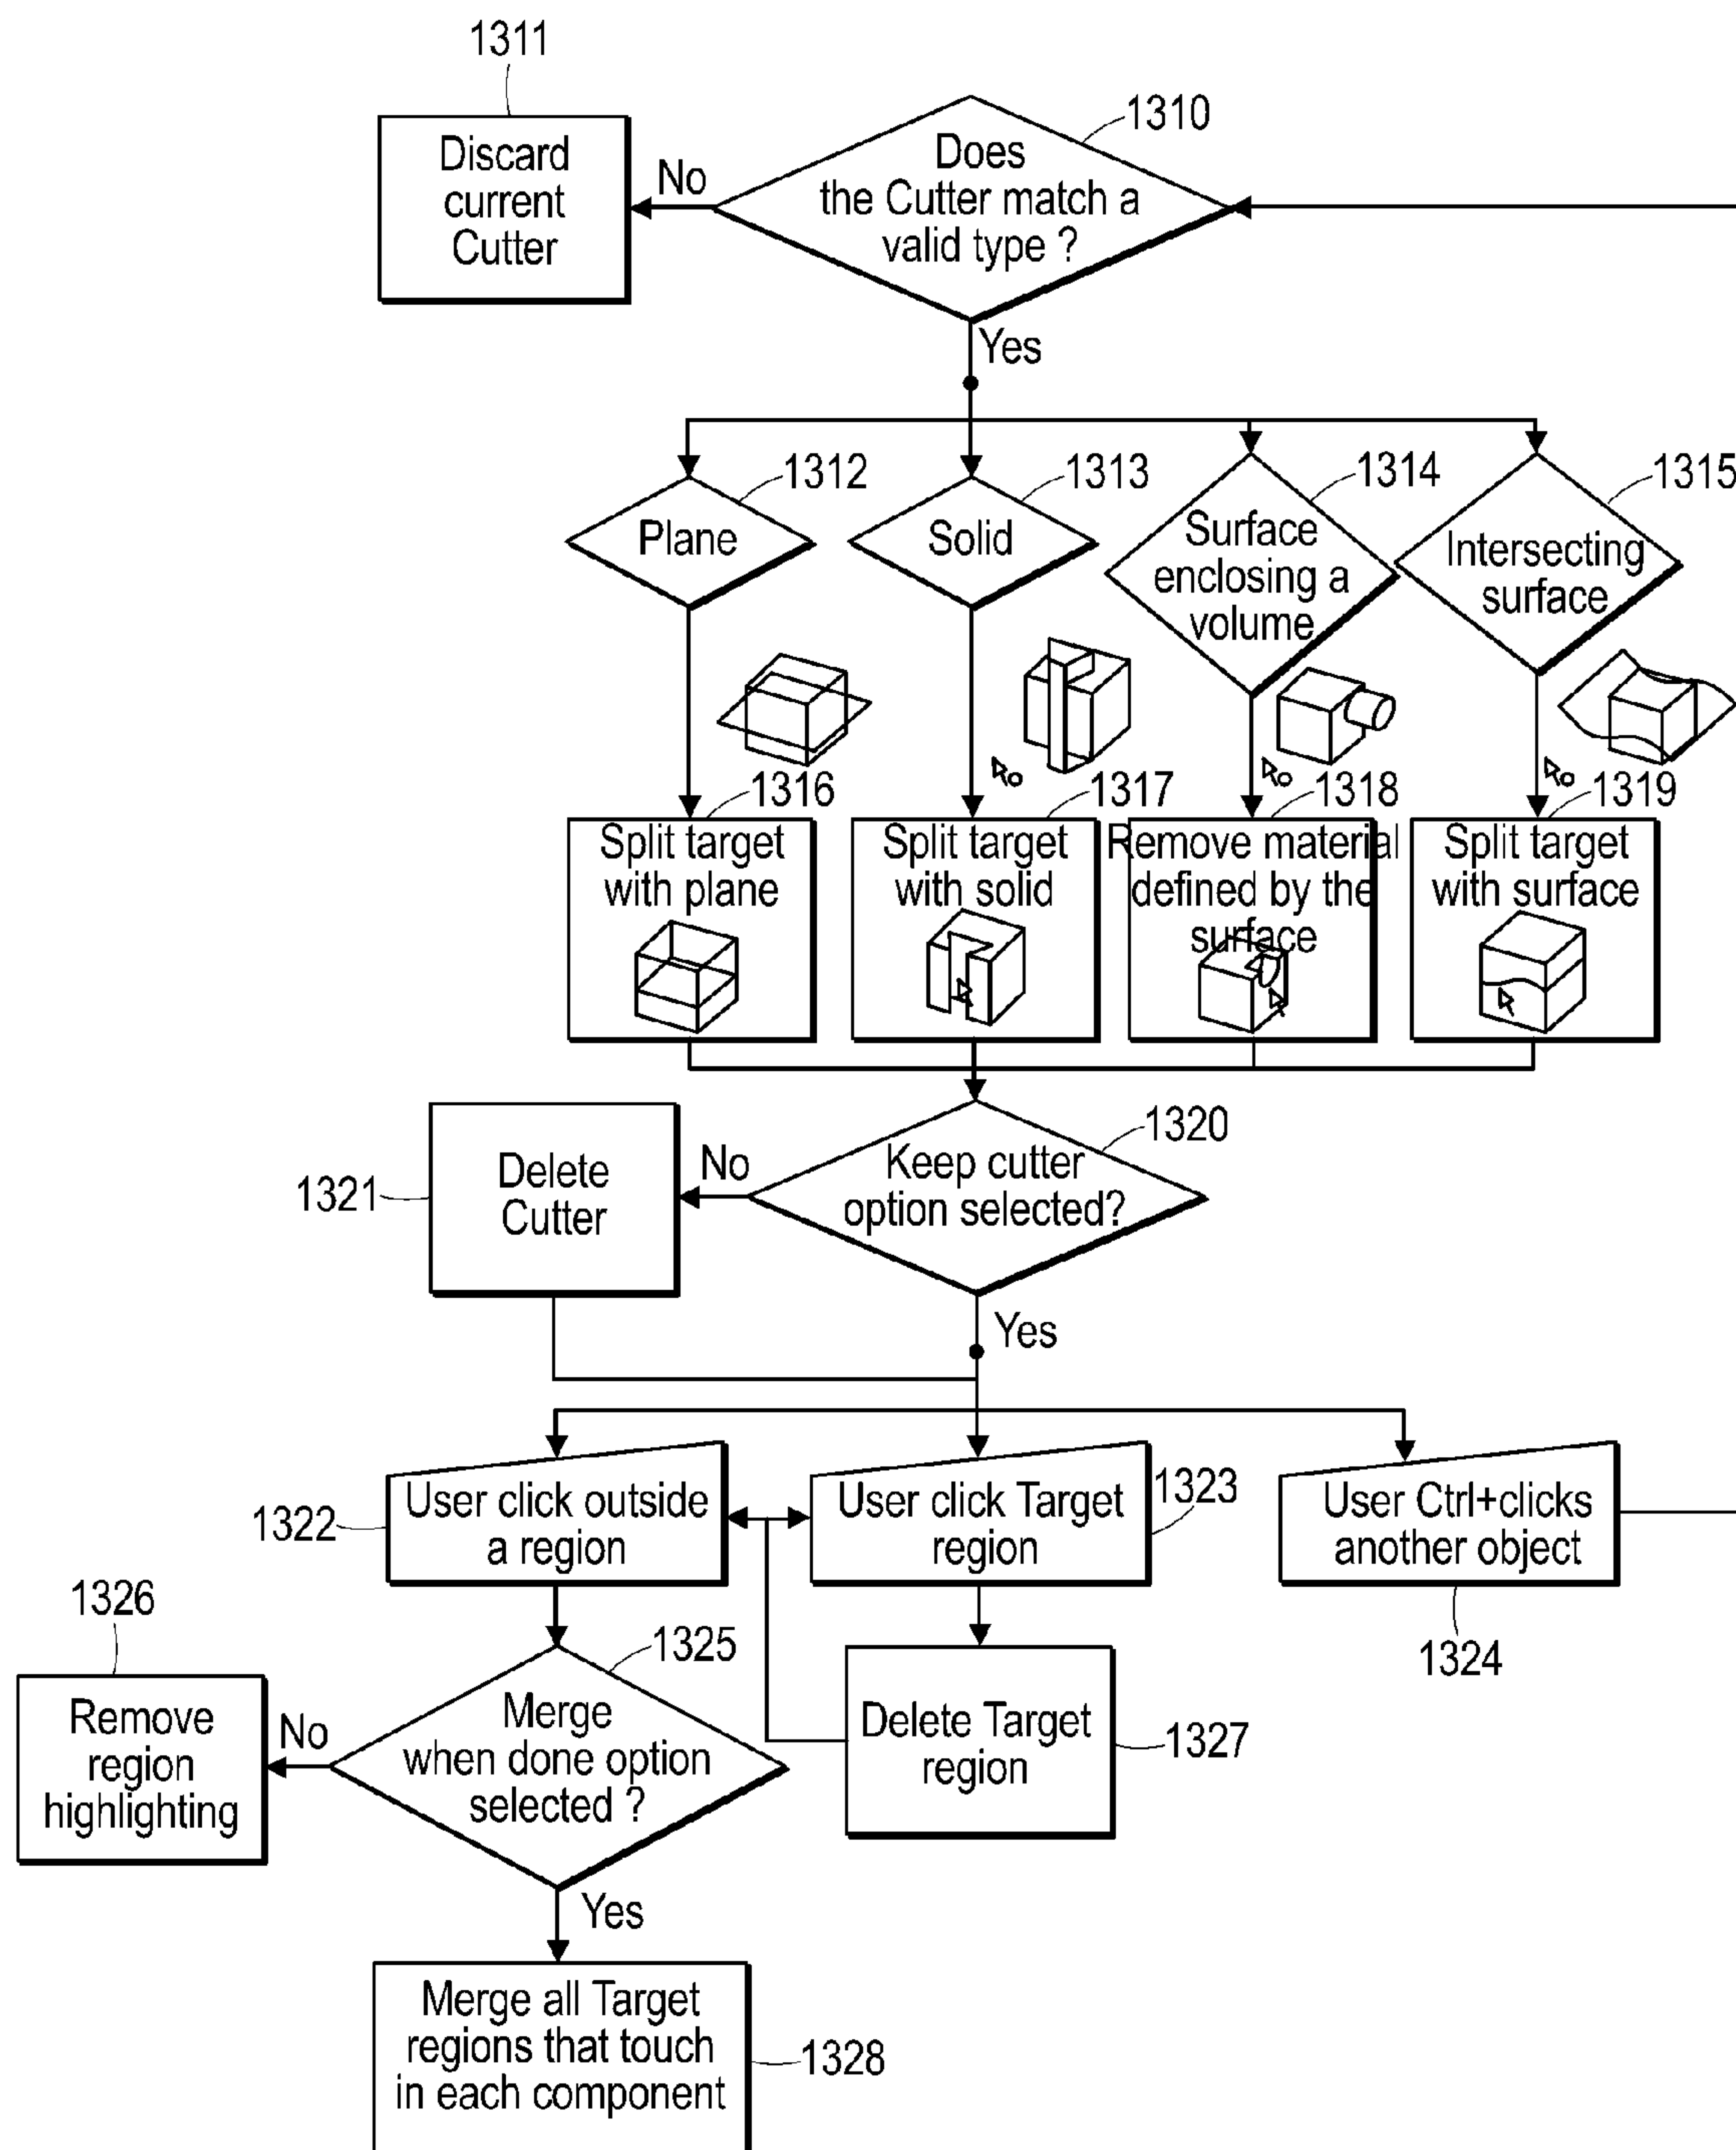 1311
1310
Discard
current
Cutter
No
Does
the Cutter match a
valid type ?
Yes
1312
1313
1314
1315
Plane
Solid
Surface
enclosing a
volume
Intersecting
surface
1316
1317
1318
1319
Split target
with plane
Split target
with solid
Remove material
defined by the
surface
Split target
with surface
1320
1321
Delete
Cutter
No
Keep cutter
option selected?
Yes
1322
User click outside
a region
User click Target
region
1323
User Ctrl+clicks
another object
1324
1326
1325
Remove
region
highlighting
No
Merge
when done option
selected ?
Delete Target
region
1327
Yes
Merge all Target
regions that touch
in each component
1328